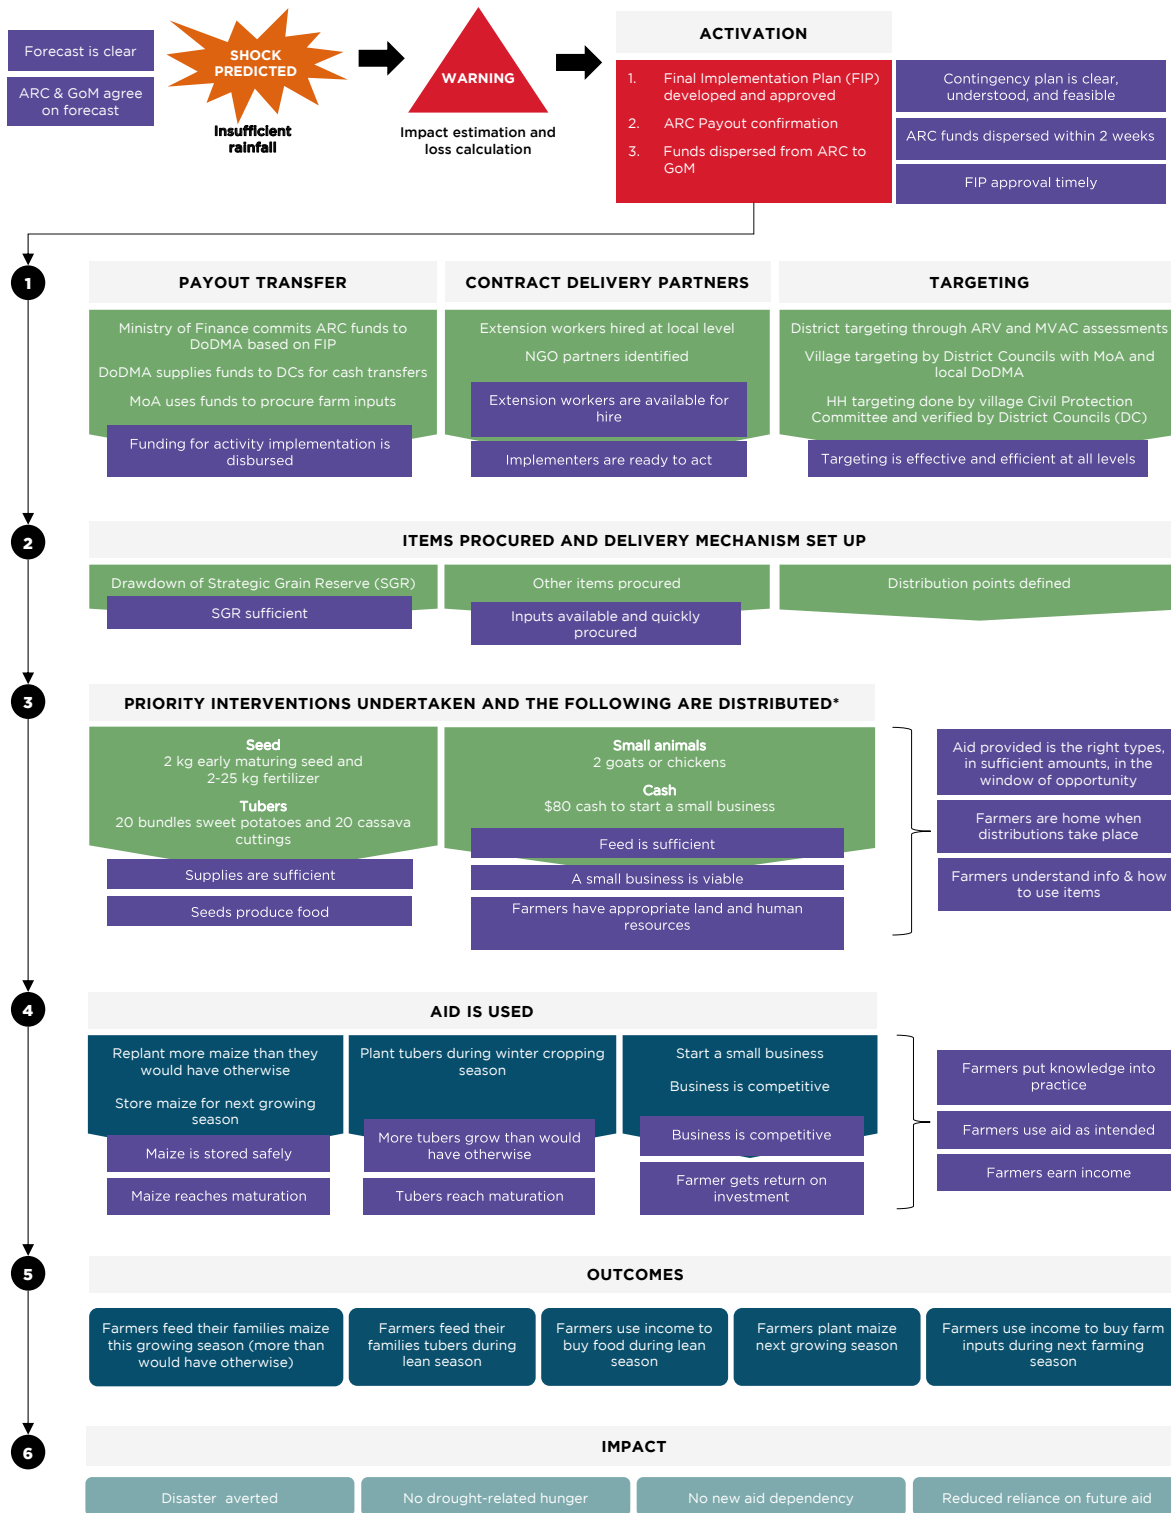 Forecast is clear
ARC & GoM agree
on forecast
SHOCK
PREDICTED
Insufficient
rainfall
WARNING
Impact estimation and
loss calculation
ACTIVATION
1. Final Implementation Plan (FIP)
developed and approved
2. ARC Payout confirmation
3. Funds dispersed from ARC to
GoM
Contingency plan is clear,
understood, and feasible
ARC funds dispersed within 2 weeks
FIP approval timely
1
PAYOUT TRANSFER
Ministry of Finance commits ARC funds to
DoDMA based on FIP
DoDMA supplies funds to DCs for cash transfers
MoA uses funds to procure farm inputs
Funding for activity implementation is
disbursed
CONTRACT DELIVERY PARTNERS
Extension workers hired at local level
NGO partners identified
Extension workers are available for
hire
Implementers are ready to act
TARGETING
District targeting through ARV and MVAC assessments
Village targeting by District Councils with MoA and
local DoDMA
HH targeting done by village Civil Protection
Committee and verified by District Councils (DC)
Targeting is effective and efficient at all levels
2
ITEMS PROCURED AND DELIVERY MECHANISM SET UP
Drawdown of Strategic Grain Reserve (SGR)
SGR sufficient
Other items procured
Inputs available and quickly
procured
Distribution points defined
3
PRIORITY INTERVENTIONS UNDERTAKEN AND THE FOLLOWING ARE DISTRIBUTED*
Seed
2 kg early maturing seed and
2-25 kg fertilizer
Tubers
20 bundles sweet potatoes and 20 cassava
cuttings
Supplies are sufficient
Seeds produce food
Small animals
2 goats or chickens
Cash
$80 cash to start a small business
Feed is sufficient
A small business is viable
Farmers have appropriate land and human
resources
Aid provided is the right types,
in sufficient amounts, in the
window of opportunity
Farmers are home when
distributions take place
Farmers understand info & how
to use items
4
AID IS USED
Replant more maize than they
would have otherwise
Store maize for next growing
season
Maize is stored safely
Maize reaches maturation
Plant tubers during winter cropping
season
More tubers grow than would
have otherwise
Tubers reach maturation
Start a small business
Business is competitive
Business is competitive
Farmer gets return on
investment
Farmers put knowledge into
practice
Farmers use aid as intended
Farmers earn income
5
OUTCOMES
Farmers feed their families maize
this growing season (more than
would have otherwise)
Farmers feed their
families tubers during
lean season
Farmers use income to
buy food during lean
season
Farmers plant maize
next growing season
Farmers use income to buy farm
inputs during next farming
season
6
IMPACT
Disaster averted
No drought-related hunger
No new aid dependency
Reduced reliance on future aid